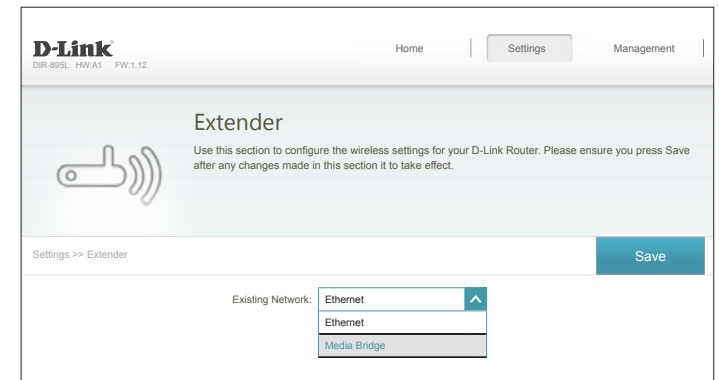 D-Link
DIR-895L HW:A1 FW:1.12
Home
Settings
Management
Extender
Use this section to configure the wireless settings for your D-Link Router. Please ensure you press Save
after any changes made in this section it to take effect.
Settings >> Extender
Save
Existing Network: Ethernet
Ethernet
Media Bridge